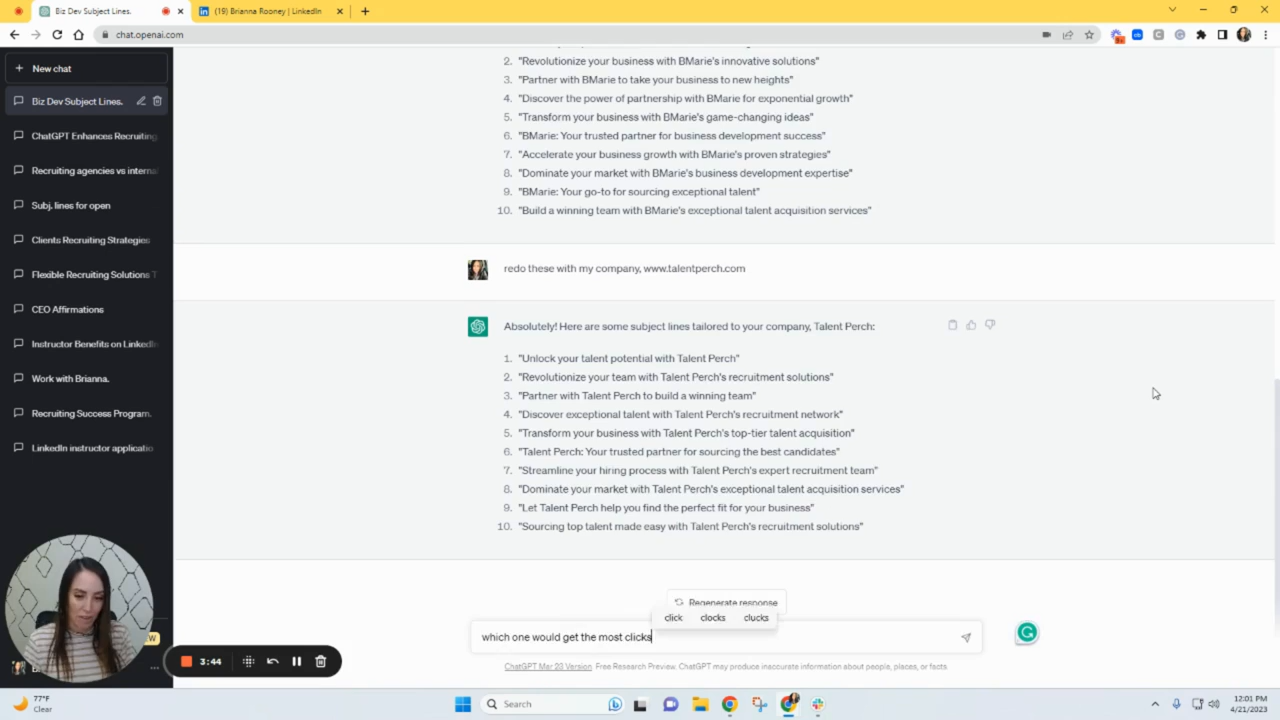 Biz Dev Subject Lines.
(19) Brianna Rooney | LinkedIn
chat.openai.com
New chat
Biz Dev Subject Lines.
ChatGPT Enhances Recruiting
Recruiting agencies vs interna
Subj. lines for open
Clients Recruiting Strategies
Flexible Recruiting Solutions T
CEO Affirmations
Instructor Benefits on LinkedIn
Work with Brianna.
Recruiting Success Program.
LinkedIn instructor applicatio
2. "Revolutionize your business with BMarie's innovative solutions"
3. "Partner with BMarie to take your business to new heights"
4. "Discover the power of partnership with BMarie for exponential growth"
5. "Transform your business with BMarie's game-changing ideas"
6. "BMarie: Your trusted partner for business development success"
7. "Accelerate your business growth with BMarie's proven strategies"
8. "Dominate your market with BMarie's business development expertise"
9. "BMarie: Your go-to for sourcing exceptional talent"
10. "Build a winning team with BMarie's exceptional talent acquisition services"
redo these with my company, www.talentperch.com
Absolutely! Here are some subject lines tailored to your company, Talent Perch:
1. "Unlock your talent potential with Talent Perch"
2. "Revolutionize your team with Talent Perch's recruitment solutions"
3. "Partner with Talent Perch to build a winning team"
4. "Discover exceptional talent with Talent Perch's recruitment network"
5. "Transform your business with Talent Perch's top-tier talent acquisition"
6. "Talent Perch: Your trusted partner for sourcing the best candidates"
7. "Streamline your hiring process with Talent Perch's expert recruitment team"
8. "Dominate your market with Talent Perch's exceptional talent acquisition services"
9. "Let Talent Perch help you find the perfect fit for your business"
10. "Sourcing top talent made easy with Talent Perch's recruitment solutions"
Regenerate response
click clocks clucks
which one would get the most clicks
ChatGPT Mar 23 Version. Free Research Preview. ChatGPT may produce inaccurate information about people, places, or facts
3:44
77°F
Clear
Search
12:01 PM
4/21/2023